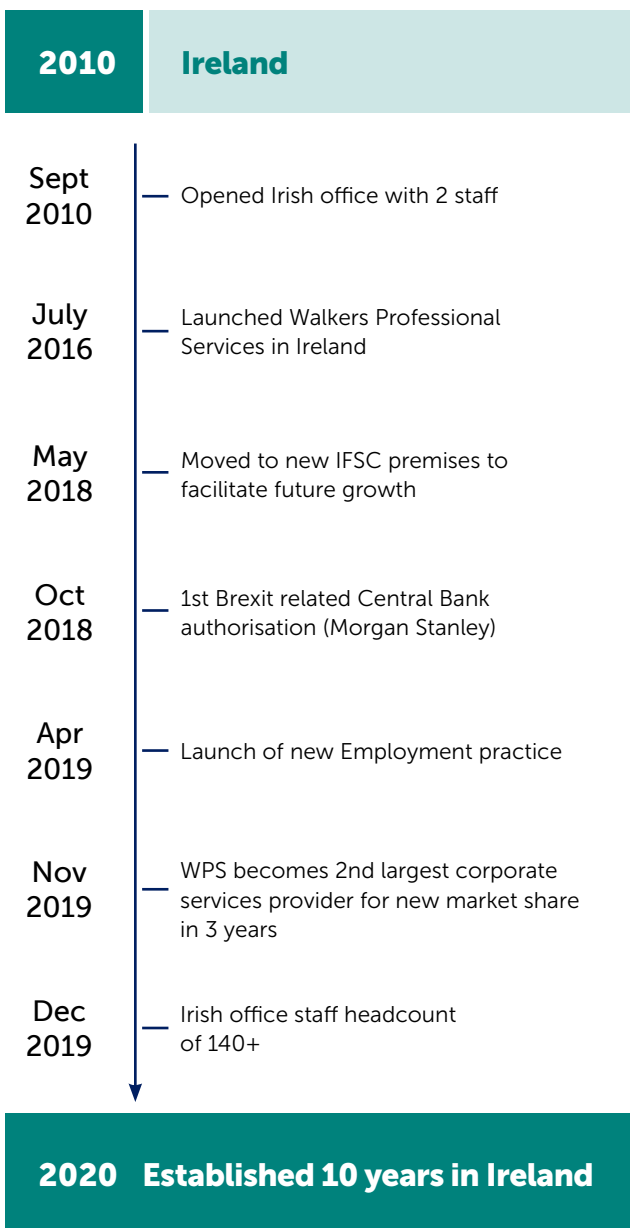 2010 Ireland
Sept
2010
Opened Irish office with 2 staff
July
2016
Launched Walkers Professional
Services in Ireland
May
2018
Moved to new IFSC premises to
facilitate future growth
Oct
2018
1st Brexit related Central Bank
authorisation (Morgan Stanley)
Apr
2019
Launch of new Employment practice
Nov
2019
WPS becomes 2nd largest corporate
services provider for new market share
in 3 years
Dec
2019
Irish office staff headcount
of 140+
2020 Established 10 years in Ireland